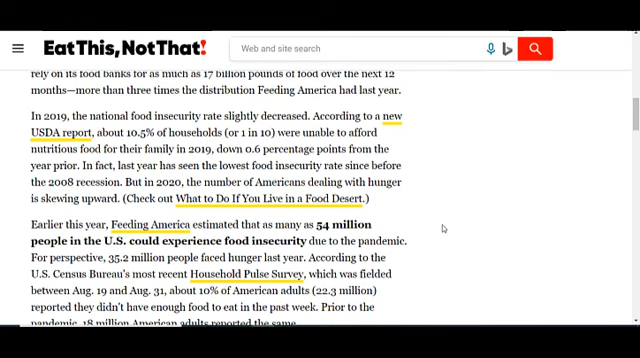 Eat This, Not That!
Web and site search
rely on its food banks for as much as 17 billion pounds of food over the next 12
months—more than three times the distribution Feeding America had last year.
In 2019, the national food insecurity rate slightly decreased. According to a new
USDA report, about 10.5% of households (or 1 in 10) were unable to afford
nutritious food for their family in 2019, down 0.6 percentage points from the
year prior. In fact, last year has seen the lowest food insecurity rate since before
the 2008 recession. But in 2020, the number of Americans dealing with hunger
is skewing upward. (Check out What to Do If You Live in a Food Desert.)
Earlier this year, Feeding America estimated that as many as 54 million
people in the U.S. could experience food insecurity due to the pandemic.
For perspective, 35.2 million people faced hunger last year. According to the
U.S. Census Bureau's most recent Household Pulse Survey, which was fielded
between Aug. 19 and Aug. 31, about 10% of American adults (22.3 million)
reported they didn't have enough food to eat in the past week. Prior to the
pandemic, 18 million American adults reported the same.